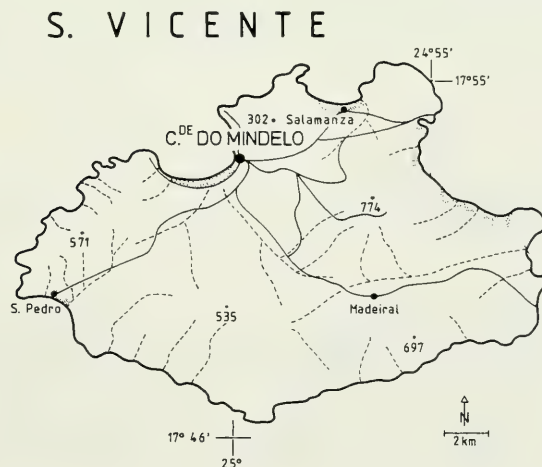 S. VICENTE
24°55'
17°55'
302 Salamanza
C.DE DO MINDELO
774
571
S. Pedro
535
Madeiral
697
17° 46'
25°
N
2 km